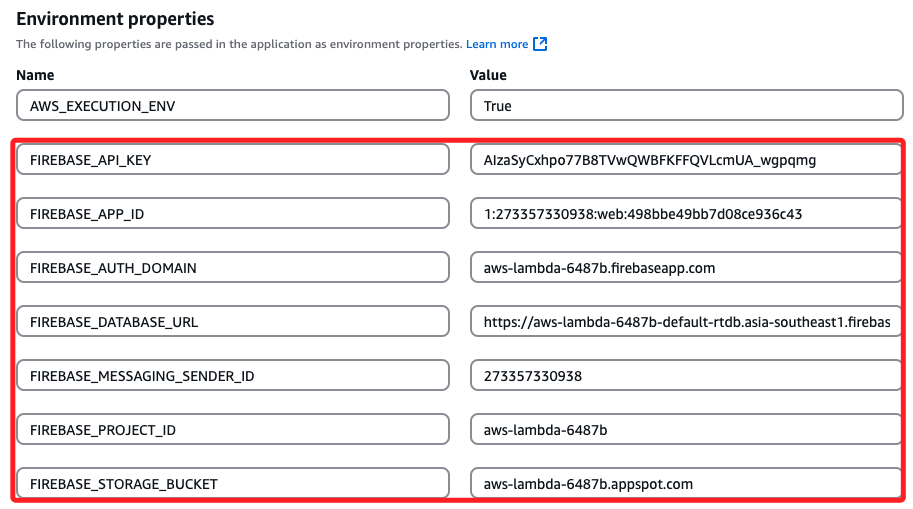 Environment properties
The following properties are passed in the application as environment properties. Learn more
Name Value
AWS_EXECUTION_ENV True
FIREBASE_API_KEY AIzaSyCxhpo77B8TVwQWBFKFFQVLcmUA_wgpqmg
FIREBASE_APP_ID 1:273357330938:web:498bbe49bb7d08ce936c43
FIREBASE_AUTH_DOMAIN aws-lambda-6487b.firebaseapp.com
FIREBASE_DATABASE_URL https://aws-lambda-6487b-default-rtdb.asia-southeast1.firebas
FIREBASE_MESSAGING_SENDER_ID 273357330938
FIREBASE_PROJECT_ID aws-lambda-6487b
FIREBASE_STORAGE_BUCKET aws-lambda-6487b.appspot.com